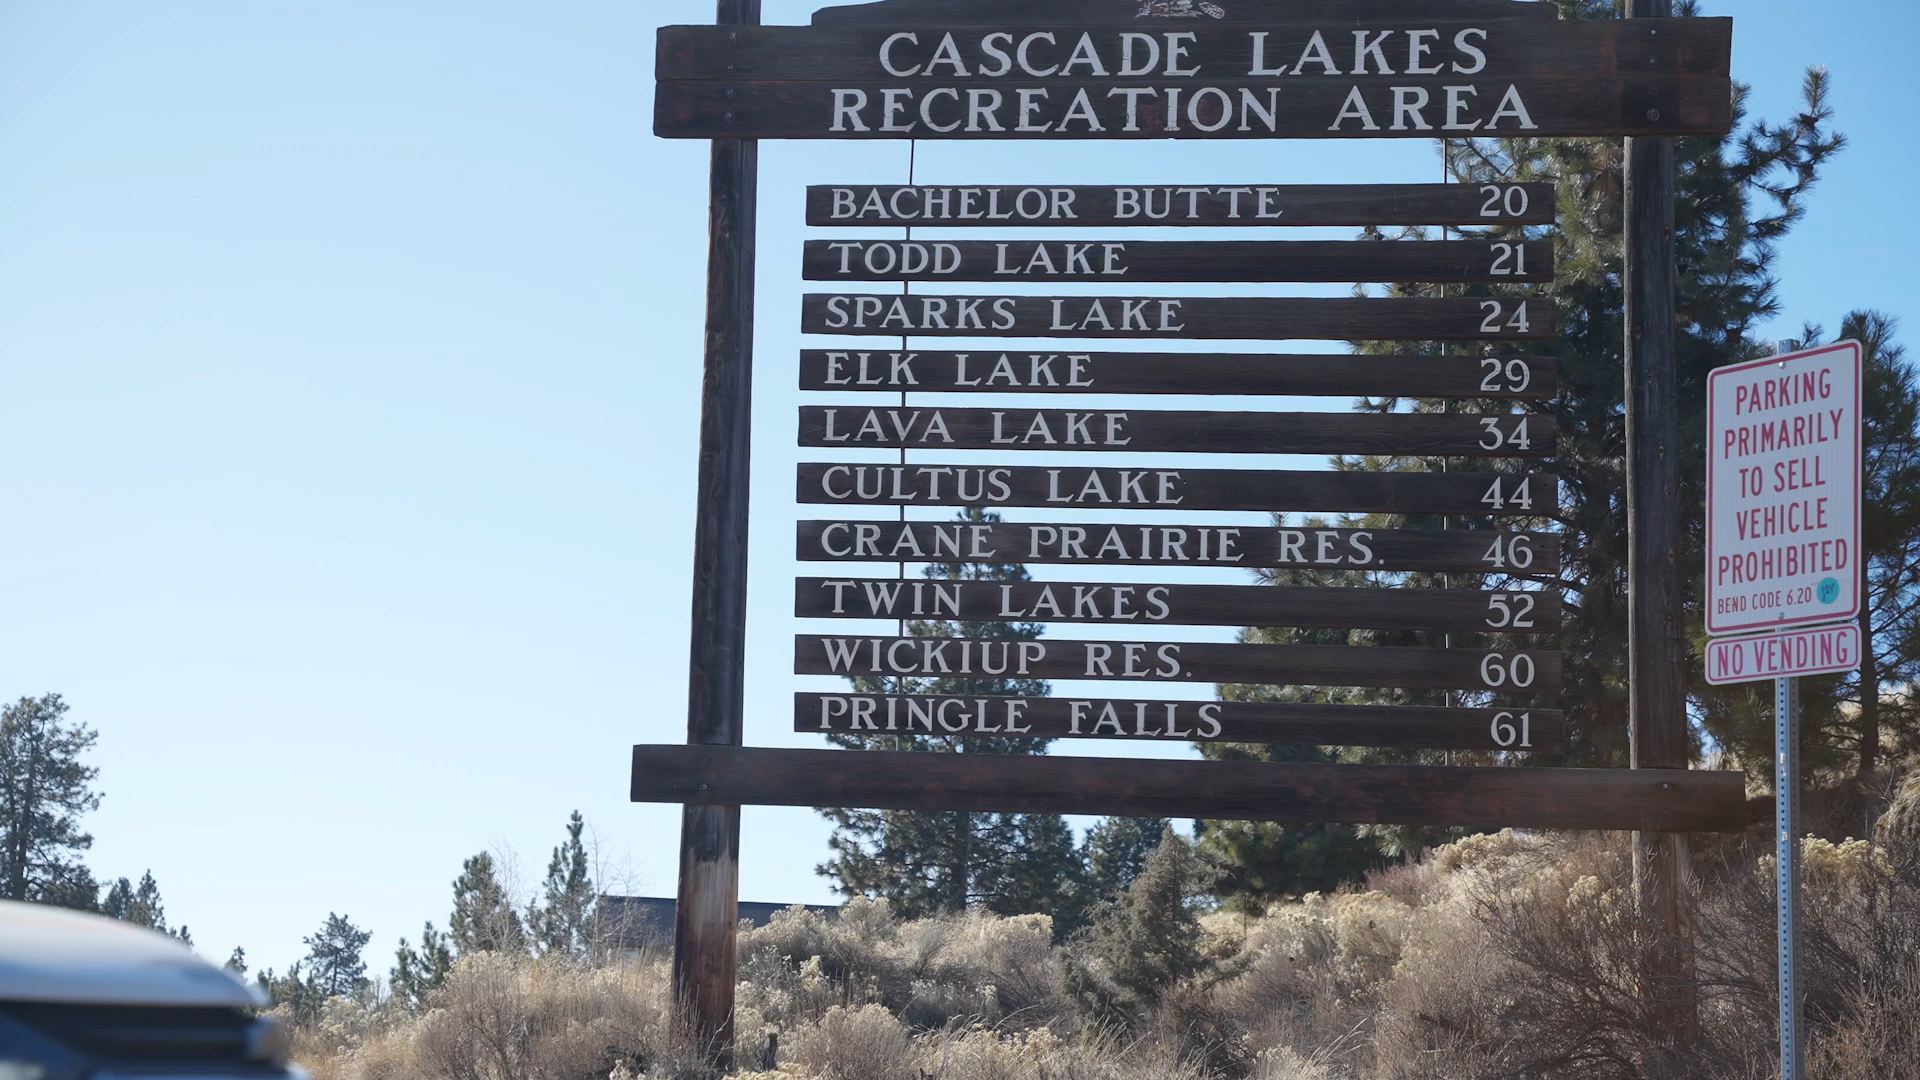 CASCADE LAKES
RECREATION AREA
BACHELOR BUTTE 20
TODD LAKE 21
SPARKS LAKE 24
ELK LAKE 29
LAVA LAKE 34
CULTUS LAKE 44
CRANE PRAIRIE RES. 46
TWIN LAKES 52
WICKIUP RES. 60
PRINGLE FALLS 61
PARKING
PRIMARILY
TO SELL
VEHICLE
PROHIBITED
BEND CODE 6.20
NO VENDING